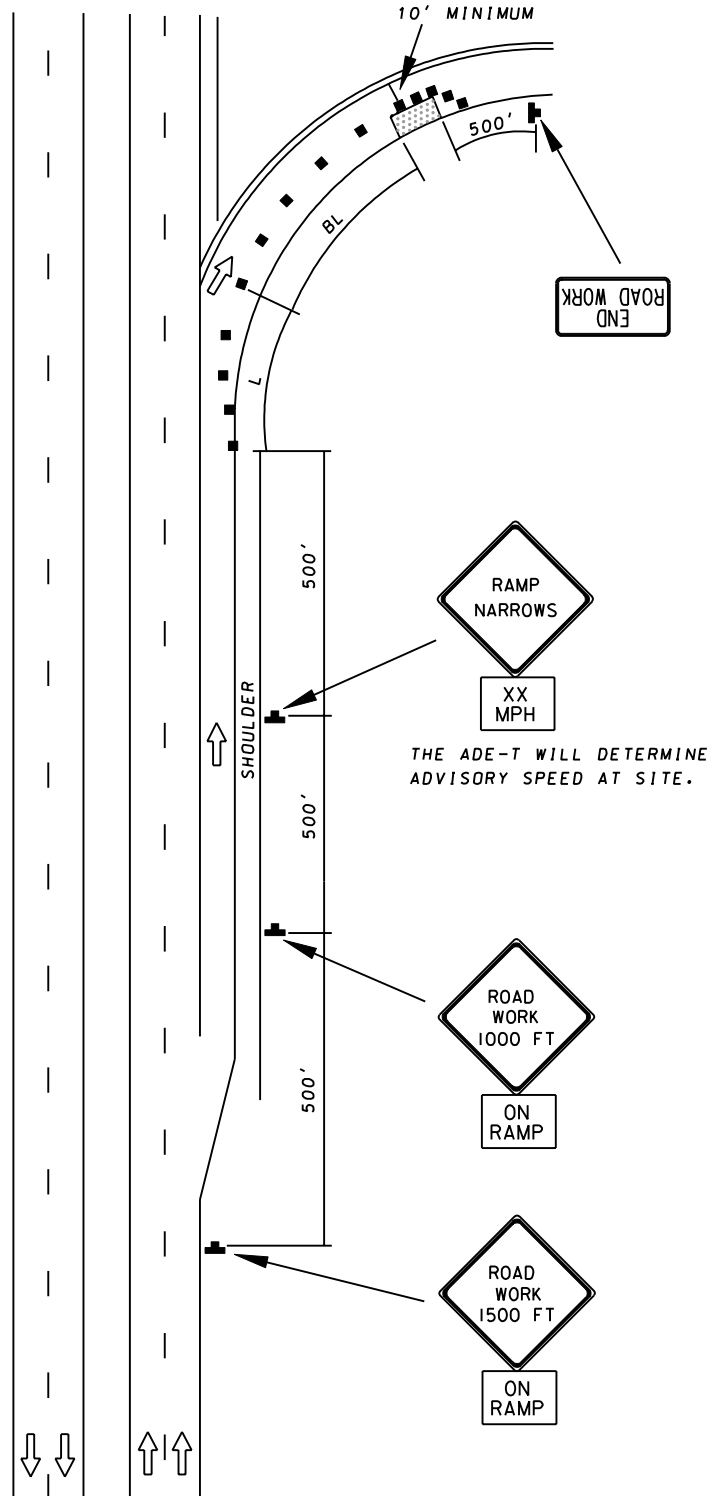 10' MINIMUM
500'
BL
END
ROAD WORK
L
500'
RAMP
NARROWS
XX
MPH
SHOULDER
THE ADE-T WILL DETERMINE
ADVISORY SPEED AT SITE.
500'
ROAD
WORK
1000 FT
ON
RAMP
500'
ROAD
WORK
1500 FT
ON
RAMP